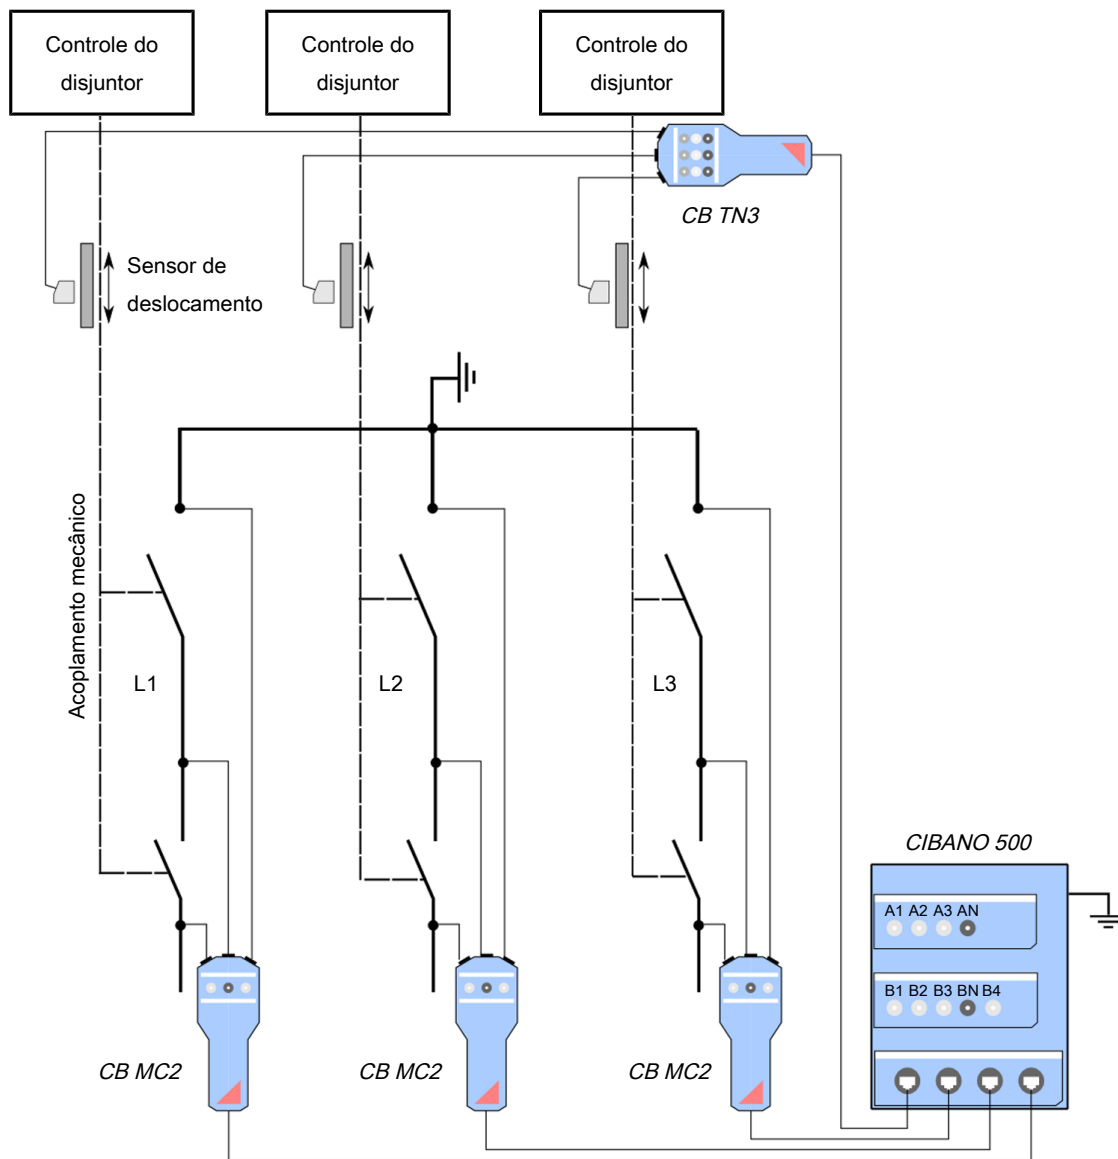 Controle do
disjuntor
Controle do
disjuntor
Controle do
disjuntor
CB TN3
Sensor de
deslocamento
Acoplamento mecânico
L1
L2
L3
CIBANO 500
A1 A2 A3 AN
B1 B2 B3 BN B4
CB MC2
CB MC2
CB MC2